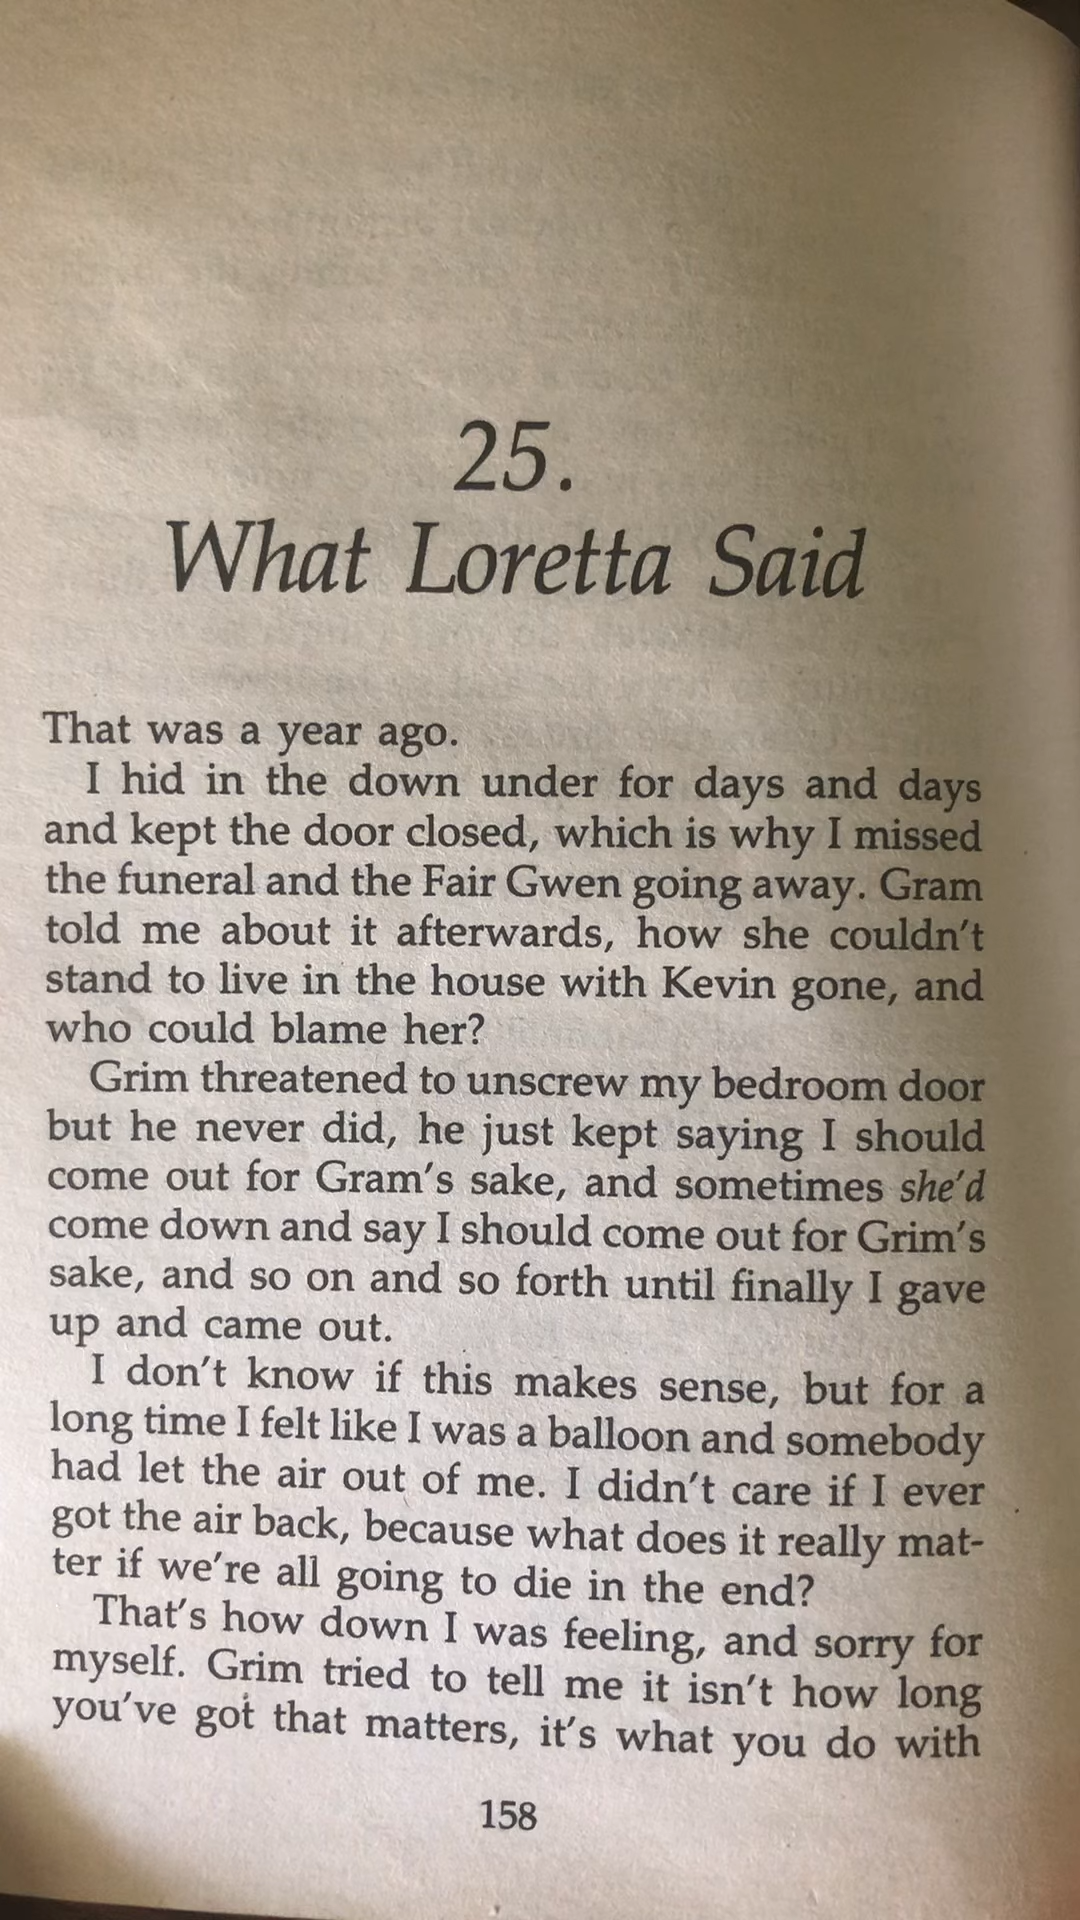 25.
What Loretta Said
That was a year ago.
I hid in the down under for days and days
and kept the door closed, which is why I missed
the funeral and the Fair Gwen going away. Gram
told me about it afterwards, how she couldn't
stand to live in the house with Kevin gone, and
who could blame her?
Grim threatened to unscrew my bedroom door
but he never did, he just kept saying I should
come out for Gram's sake, and sometimes she'd
come down and say I should come out for Grim's
sake, and so on and so forth until finally I gave
up and came out.
I don't know if this makes sense, but for a
long time I felt like I was a balloon and somebody
had let the air out of me. I didn't care if I ever
got the air back, because what does it really mat-
ter if we're all going to die in the end?
That's how down I was feeling, and sorry for
myself. Grim tried to tell me it isn't how long
you've got that matters, it's what you do with
158